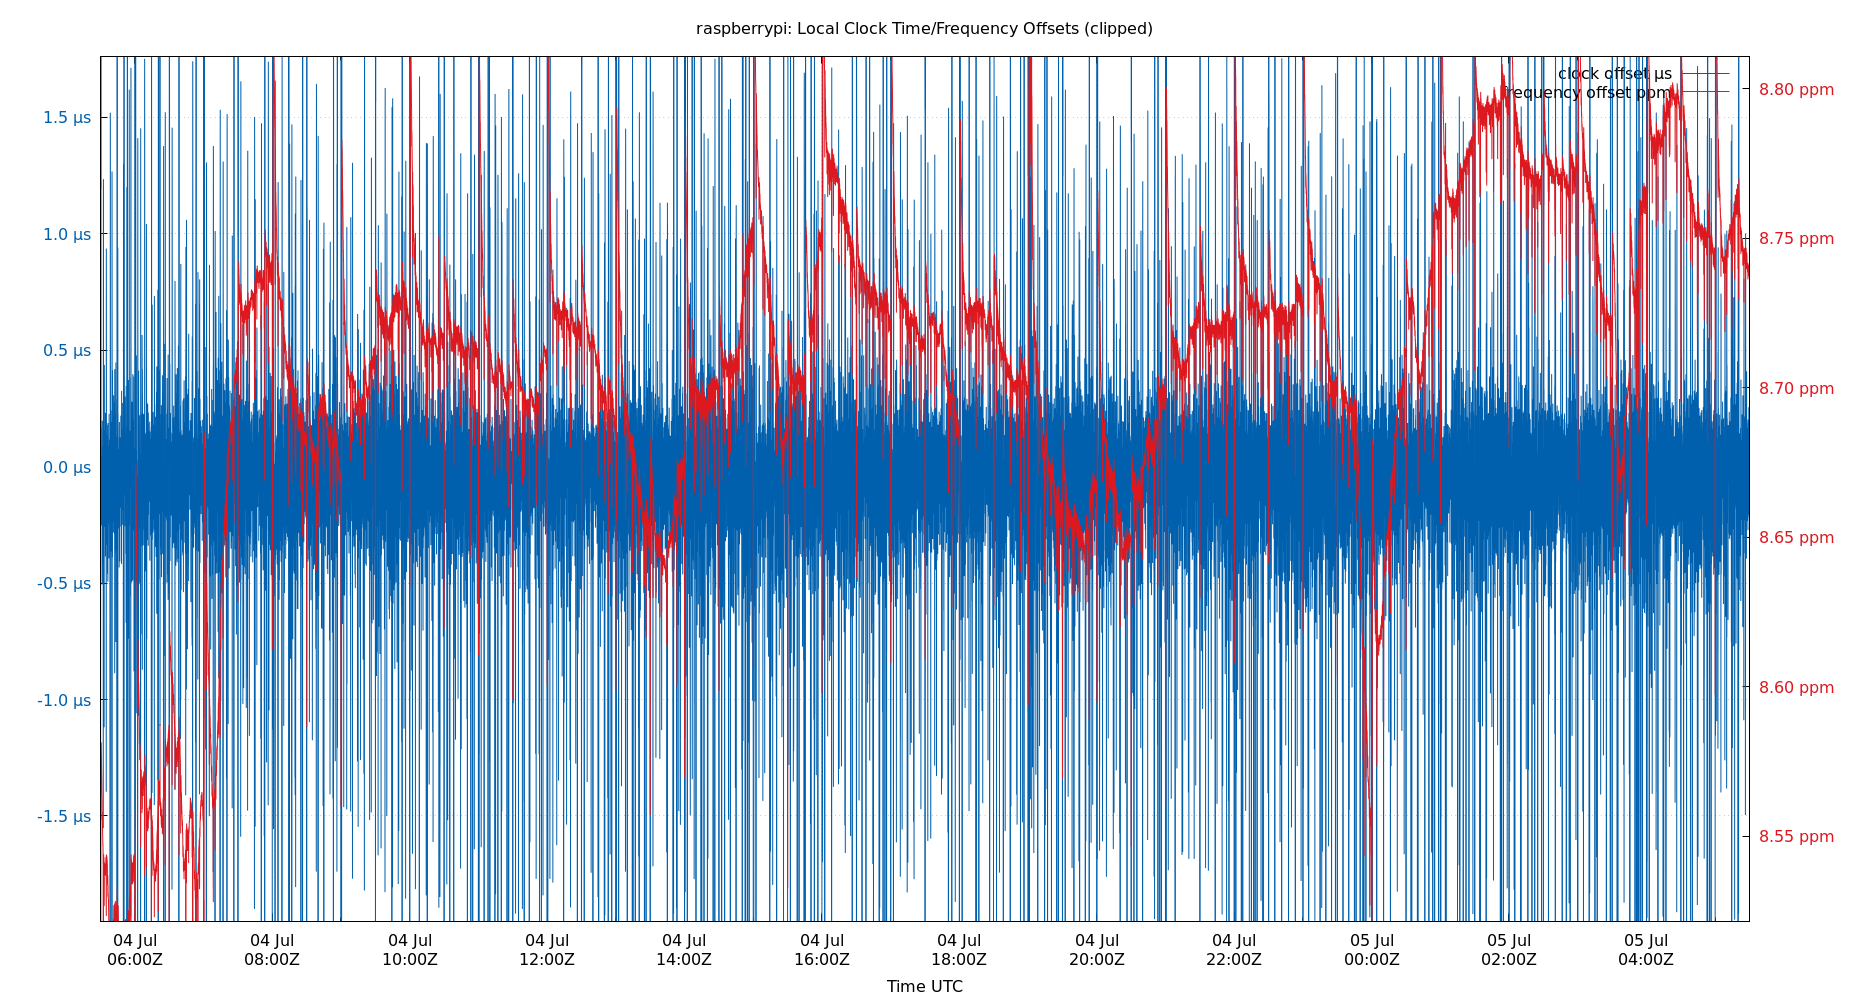 raspberrypi: Local Clock Time/Frequency Offsets (clipped)
clock offset µs
frequency offset ppm
1.5 µs
1.0 µs
0.5 µs
0.0 µs
-0.5 µs
-1.0 µs
-1.5 µs
8.80 ppm
8.75 ppm
8.70 ppm
8.65 ppm
8.60 ppm
8.55 ppm
04 Jul 04 Jul 04 Jul 04 Jul 04 Jul 04 Jul 04 Jul 04 Jul 04 Jul 05 Jul 05 Jul 05 Jul
06:00Z 08:00Z 10:00Z 12:00Z 14:00Z 16:00Z 18:00Z 20:00Z 22:00Z 00:00Z 02:00Z 04:00Z
Time UTC